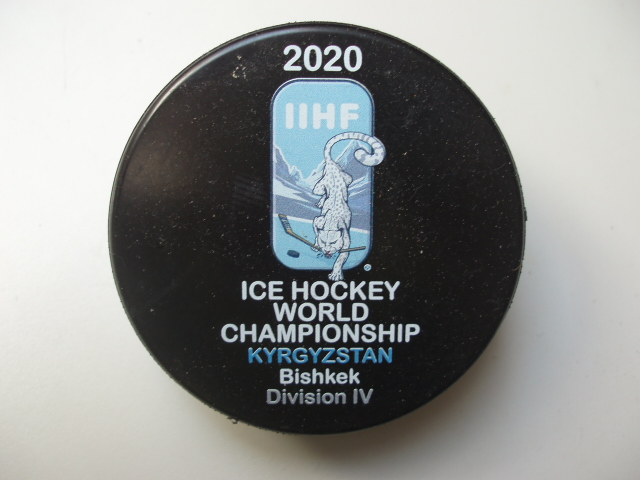 2020
IIHF
®
ICE HOCKEY
WORLD
CHAMPIONSHIP
KYRGYZSTAN
Bishkek
Division IV